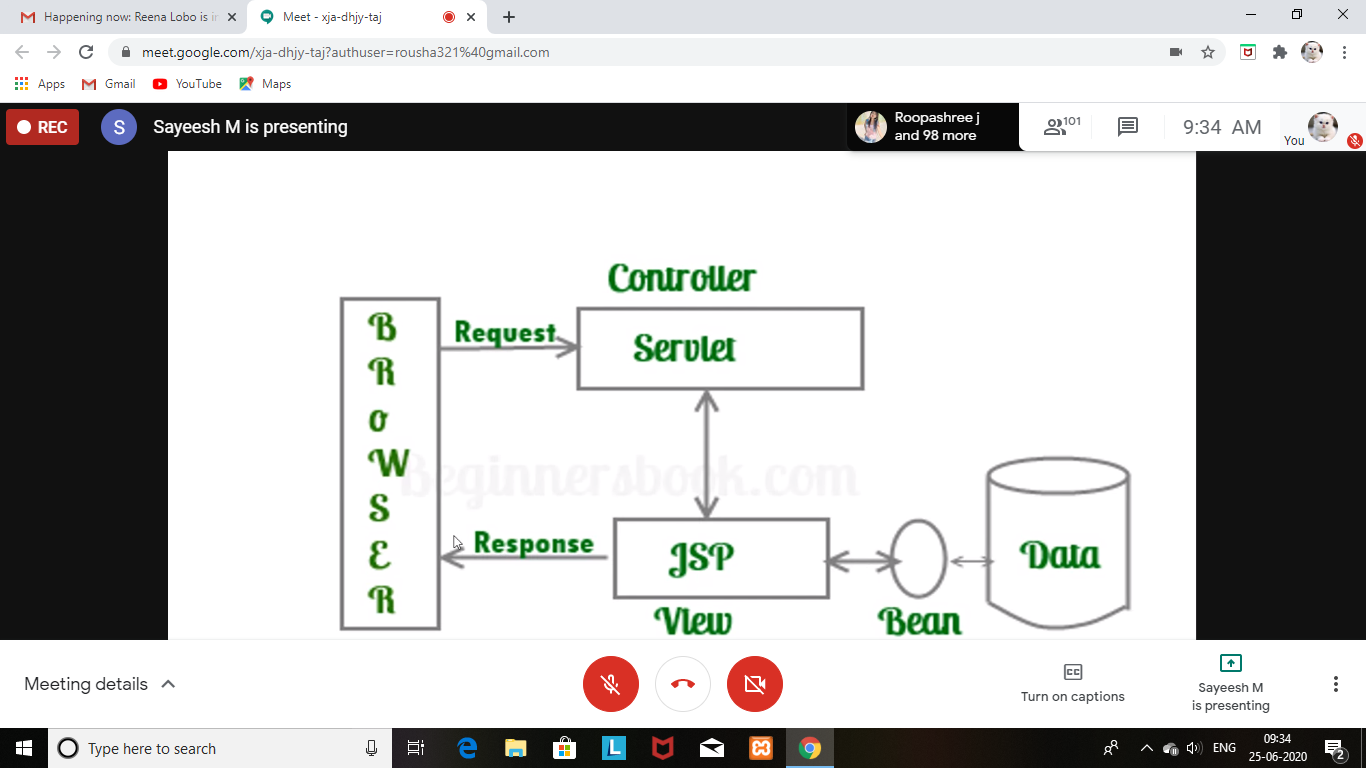 Happening now: Reena Lobo is in
Meet - xja-dhjy-taj
meet.google.com/xja-dhjy-taj?authuser=rousha321%40gmail.com
Apps
Gmail
YouTube
Maps
REC
S
Sayeesh M is presenting
Roopashree j
and 98 more
101
9:34 AM
You
Controller
BRoWSER
Request
Servlet
Beginnersbook.com
Response
JSP
Data
View
Bean
Meeting details
CC
Turn on captions
Sayeesh M
is presenting
Type here to search
L
ENG
09:34
25-06-2020
2